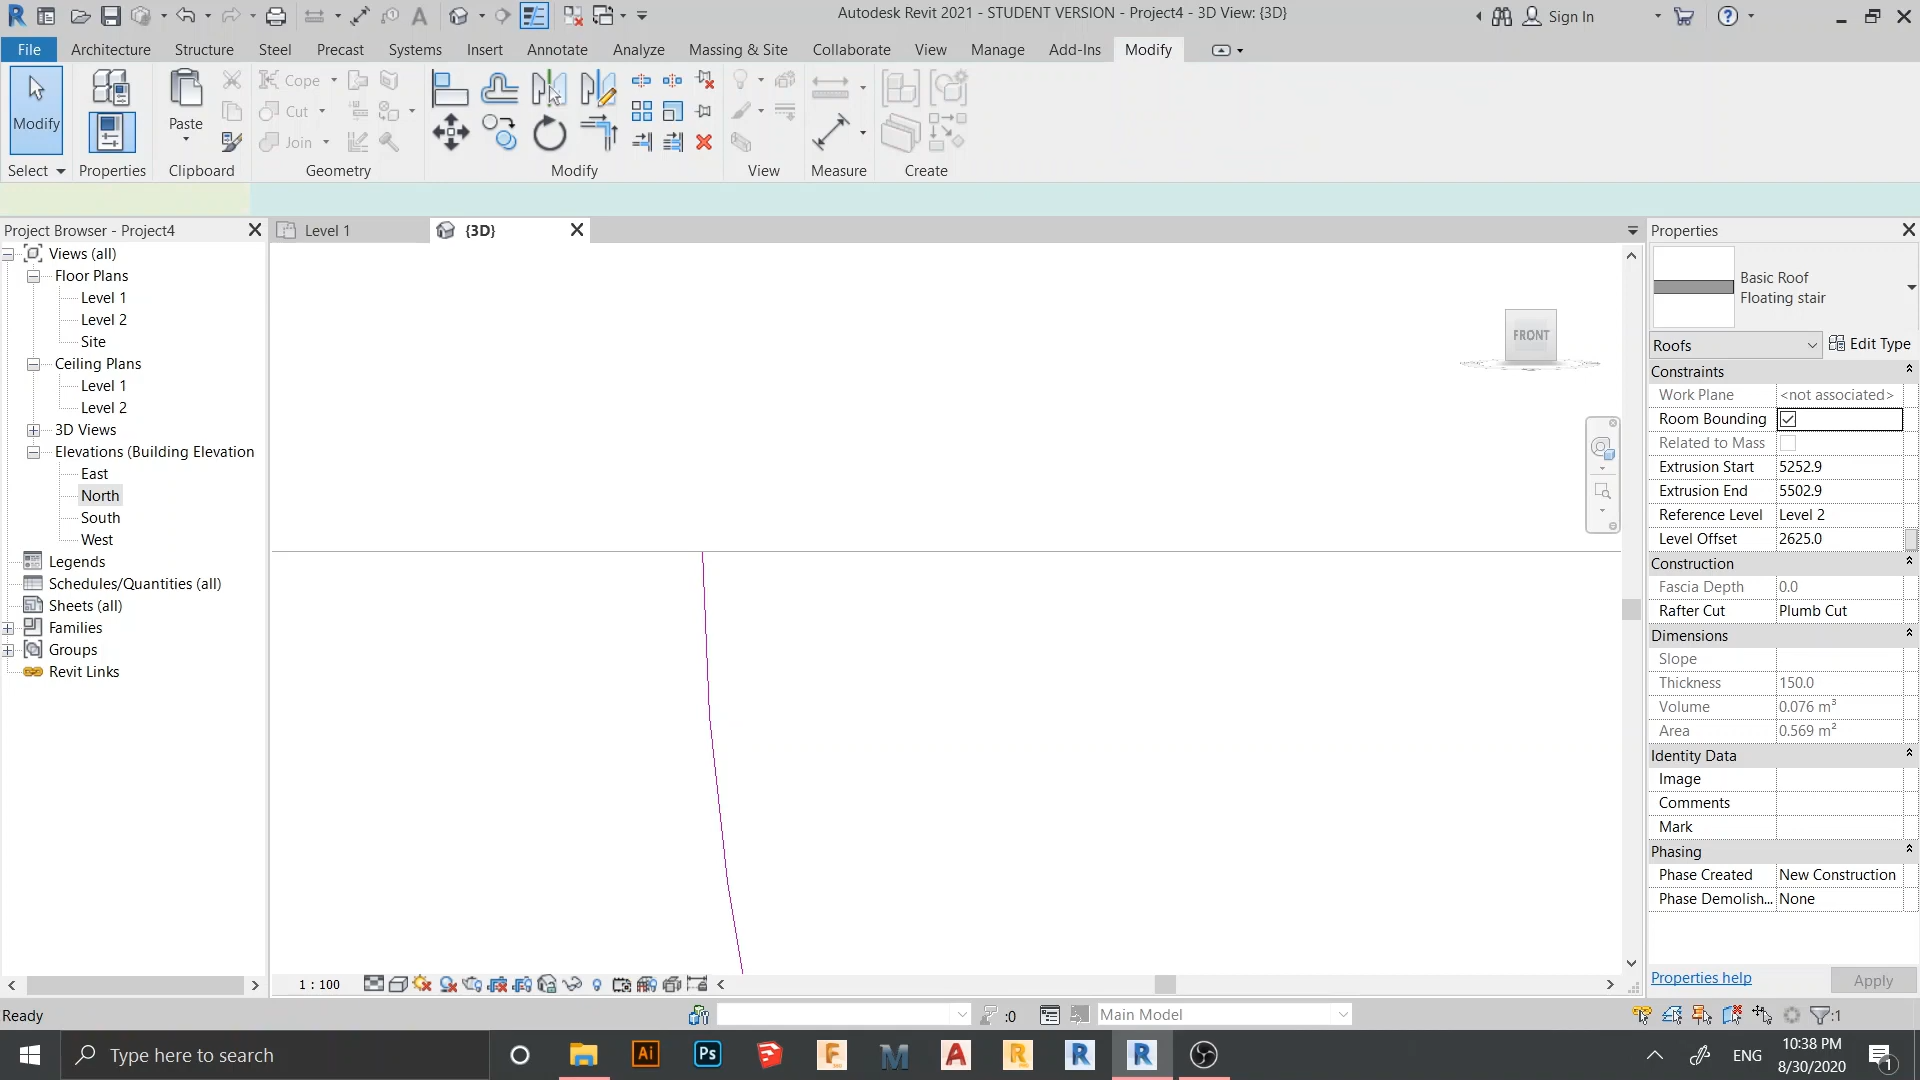 Autodesk Revit 2021 - STUDENT VERSION - Project4 - 3D View: {3D}
Sign In
File Architecture Structure Steel Precast Systems Insert Annotate Analyze Massing & Site Collaborate View Manage Add-Ins Modify
Modify
Paste
Cope
Cut
Join
Select Properties Clipboard Geometry Modify View Measure Create
Project Browser - Project4
Views (all)
Floor Plans
Level 1
Level 2
Site
Ceiling Plans
Level 1
Level 2
3D Views
Elevations (Building Elevation
East
North
South
West
Legends
Schedules/Quantities (all)
Sheets (all)
Families
Groups
Revit Links
Level 1
{3D}
FRONT
1 : 100
Properties
Basic Roof
Floating stair
Roofs Edit Type
Constraints
Work Plane <not associated>
Room Bounding
Related to Mass
Extrusion Start 5252.9
Extrusion End 5502.9
Reference Level Level 2
Level Offset 2625.0
Construction
Fascia Depth 0.0
Rafter Cut Plumb Cut
Dimensions
Slope
Thickness 150.0
Volume 0.076 m³
Area 0.569 m²
Identity Data
Image
Comments
Mark
Phasing
Phase Created New Construction
Phase Demolish... None
Properties help Apply
Ready
:0
Main Model
:1
Type here to search
Ai
Ps
ENG
10:38 PM
8/30/2020
1